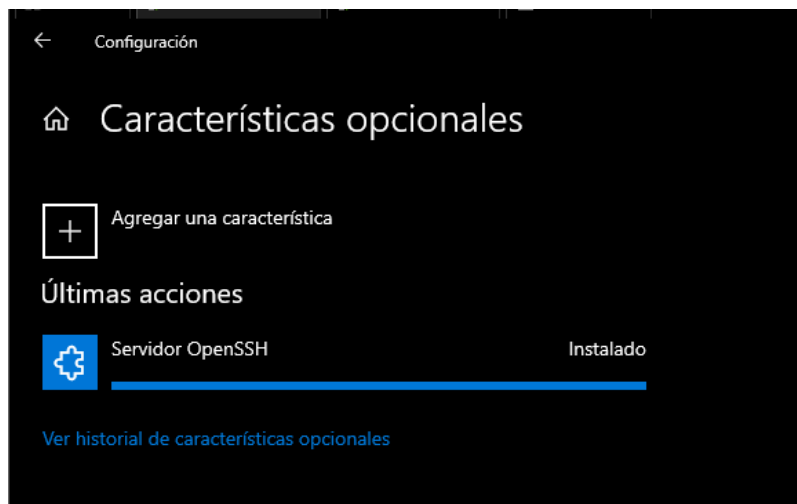 Configuración
Características opcionales
Agregar una característica
Últimas acciones
Servidor OpenSSH Instalado
Ver historial de características opcionales